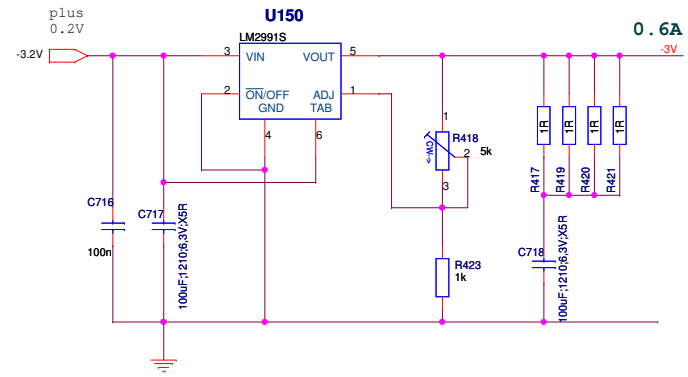 plus
0.2V
U150
LM2991S
0.6A
-3.2V
-3V
3 VIN VOUT 5
2 ON/OFF ADJ 1
GND TAB
4 6
1
R418
CW->
2 5k
3
1R 1R 1R 1R
R417 R419 R420 R421
C716
100n
C717
100uF;1210;6,3V;X5R
R423
1k
C718
100uF;1210;6,3V;X5R